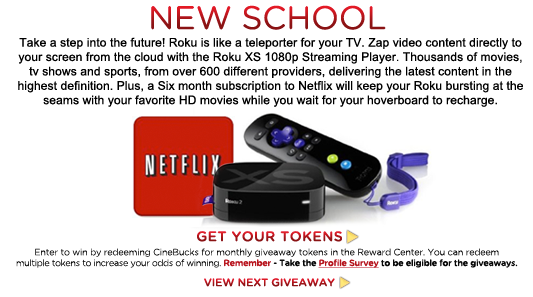 NEW SCHOOL
Take a step into the future! Roku is like a teleporter for your TV. Zap video content directly to
your screen from the cloud with the Roku XS 1080p Streaming Player. Thousands of movies,
tv shows and sports, from over 600 different providers, delivering the latest content in the
highest definition. Plus, a Six month subscription to Netflix will keep your Roku bursting at the
seams with your favorite HD movies while you wait for your hoverboard to recharge.
NETFLIX
XS
Roku 2
GET YOUR TOKENS
Enter to win by redeeming CineBucks for monthly giveaway tokens in the Reward Center. You can redeem
multiple tokens to increase your odds of winning. Remember - Take the Profile Survey to be eligible for the giveaways.
VIEW NEXT GIVEAWAY